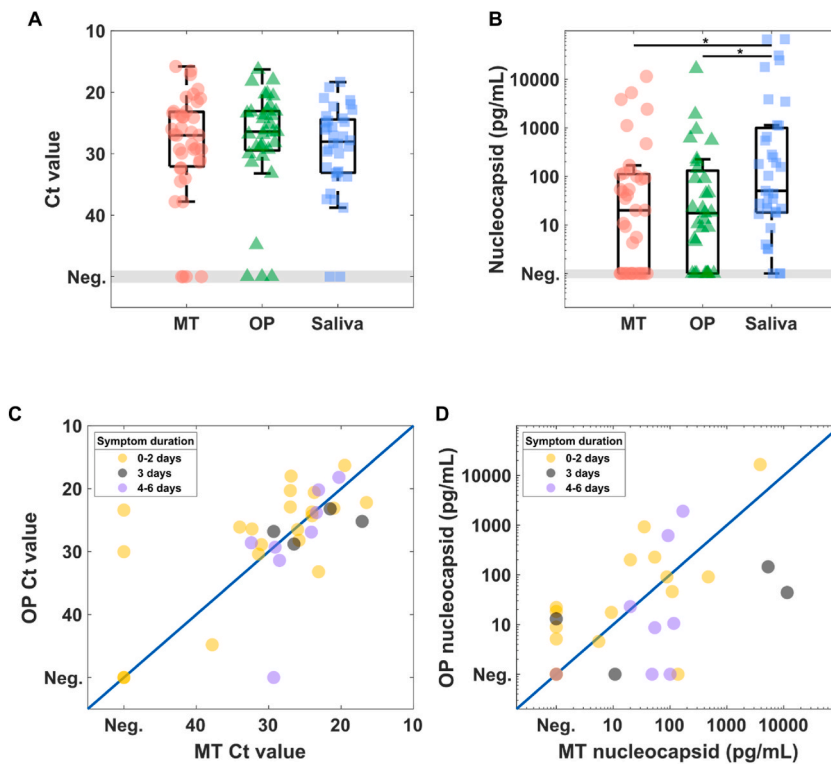 A
10
20
30
40
Neg.
Ct value
MT OP Saliva
B
*
*
10000
1000
100
10
Neg.
Nucleocapsid (pg/mL)
MT OP Saliva
C
10
20
30
40
Neg.
OP Ct value
Symptom duration
0-2 days
3 days
4-6 days
Neg. 40 30 20 10
MT Ct value
D
10000
1000
100
10
Neg.
OP nucleocapsid (pg/mL)
Symptom duration
0-2 days
3 days
4-6 days
Neg. 10 100 1000 10000
MT nucleocapsid (pg/mL)